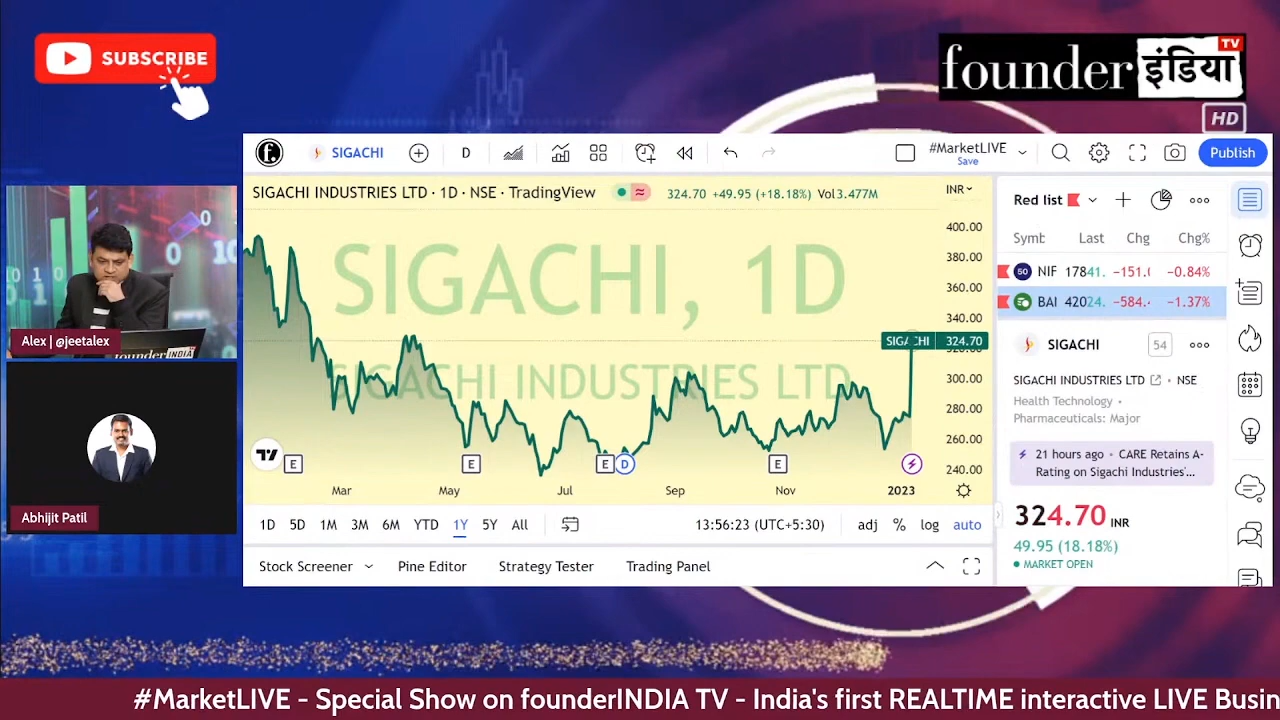 SUBSCRIBE
founder इंडिया TV
HD
SIGACHI
D
#MarketLIVE
Save
Publish
SIGACHI INDUSTRIES LTD · 1D · NSE · TradingView
324.70 +49.95 (+18.18%) Vol3.477M
INR
SIGACHI, 1D
SIGACHI INDUSTRIES LTD
400.00
380.00
360.00
340.00
SIGACHI 324.70
300.00
280.00
260.00
240.00
E
E
E
D
E
Mar
May
Jul
Sep
Nov
2023
1D 5D 1M 3M 6M YTD 1Y 5Y All
13:56:23 (UTC+5:30)
adj % log auto
Stock Screener
Pine Editor
Strategy Tester
Trading Panel
Red list
Symb Last Chg Chg%
50 NIF 17841. −151.( −0.84%
BAI 42024. −584. −1.37%
SIGACHI 54
SIGACHI INDUSTRIES LTD • NSE
Health Technology •
Pharmaceuticals: Major
21 hours ago • CARE Retains A-
Rating on Sigachi Industries'...
324.70 INR
49.95 (18.18%)
MARKET OPEN
Alex | @jeetalex
founder INDIA
Abhijit Patil
#MarketLIVE - Special Show on founderINDIA TV - India's first REALTIME interactive LIVE Busin